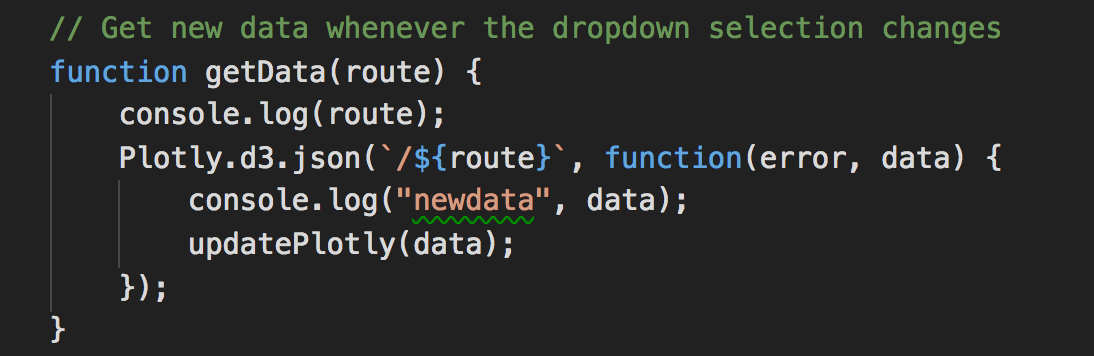 // Get new data whenever the dropdown selection changes
function getData(route) {
    console.log(route);
    Plotly.d3.json(`/${route}`, function(error, data) {
        console.log("newdata", data);
        updatePlotly(data);
    });
}